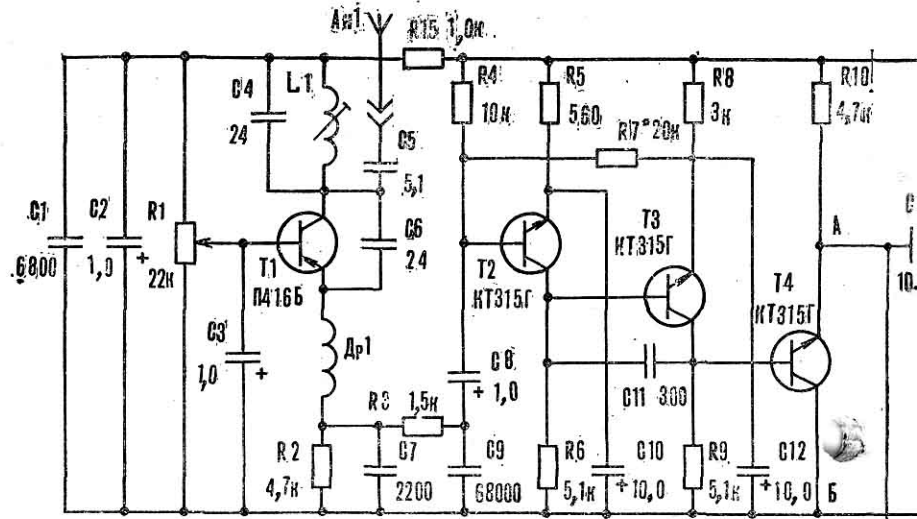 Ан1
R15 1,0к
C4
24
L1
R4
10к
R5
560
R8
3к
R10
4,7к
R7* 20к
C5
5,1
C1
6800
C2
1,0
+
R1
22к
C6
24
T1
П416Б
T2
КТ315Г
T3
КТ315Г
T4
КТ315Г
А
С
10
C3
1,0
+
Др1
C8
+ 1,0
C11 300
R3 1,5к
R2
4,7к
C7
2200
C9
68000
R6
5,1к
C10
+ 10,0
R9
5,1к
C12
+ 10,0
Б